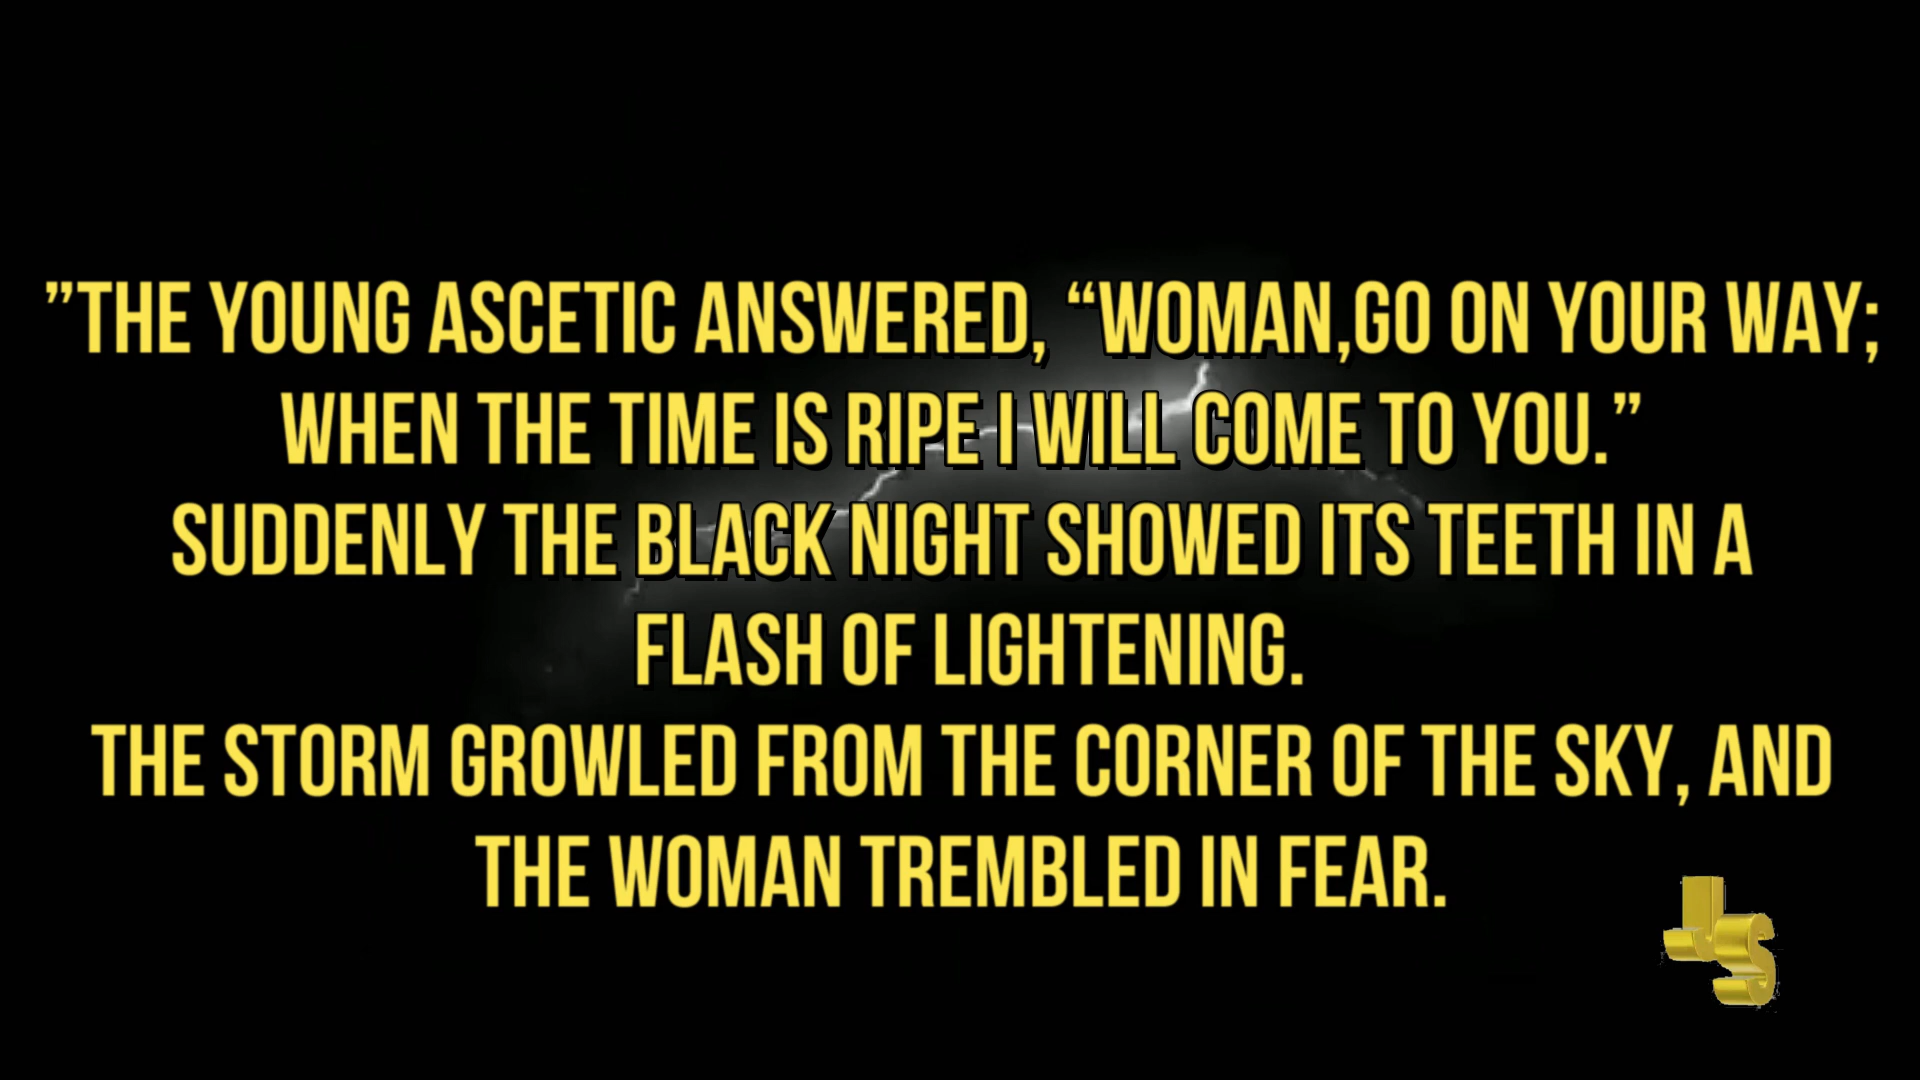 ”THE YOUNG ASCETIC ANSWERED, “WOMAN,GO ON YOUR WAY;
WHEN THE TIME IS RIPE I WILL COME TO YOU.”
SUDDENLY THE BLACK NIGHT SHOWED ITS TEETH IN A
FLASH OF LIGHTENING.
THE STORM GROWLED FROM THE CORNER OF THE SKY, AND
THE WOMAN TREMBLED IN FEAR.
JS